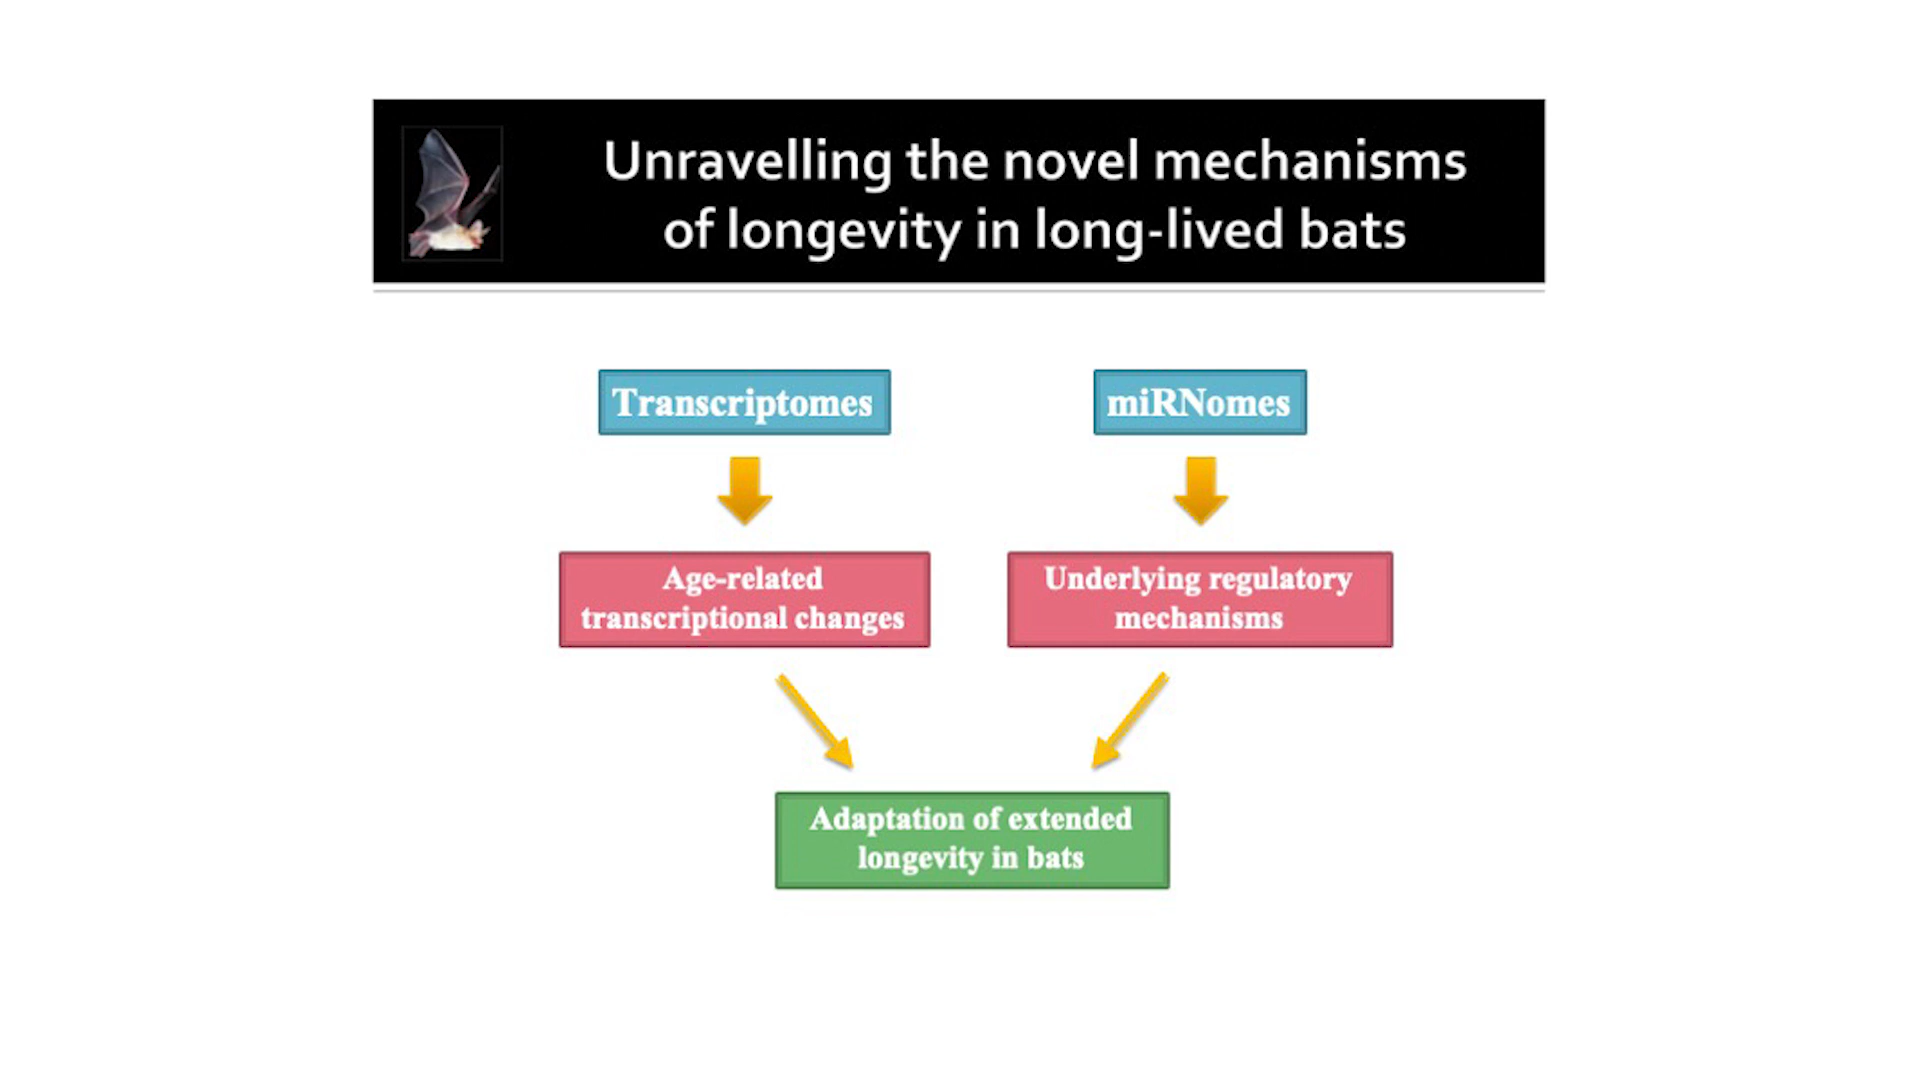 Unravelling the novel mechanisms
of longevity in long-lived bats
Transcriptomes
miRNomes
Age-related
transcriptional changes
Underlying regulatory
mechanisms
Adaptation of extended
longevity in bats